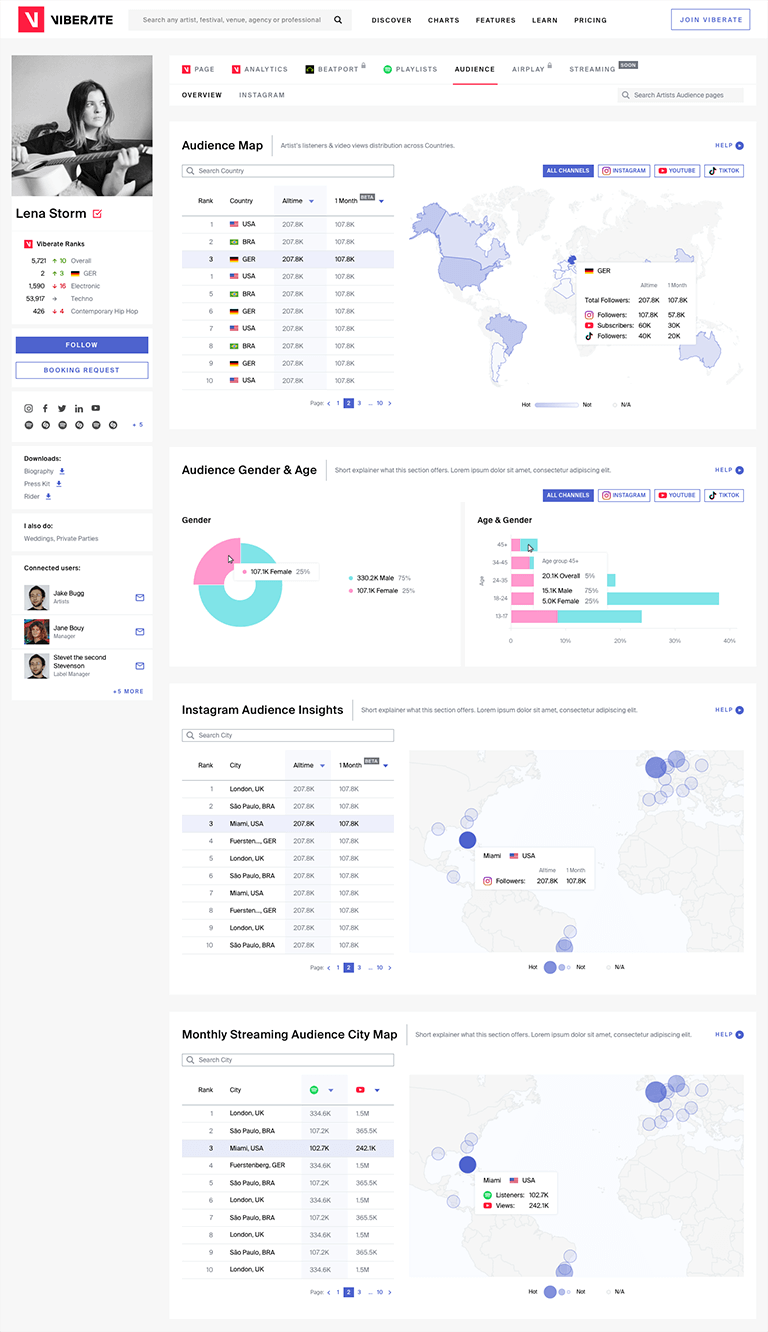 VIBERATE
Search any artist, festival, venue, agency or professional
DISCOVER CHARTS FEATURES LEARN PRICING
JOIN VIBERATE
PAGE ANALYTICS BEATPORT PLAYLISTS AUDIENCE AIRPLAY STREAMING SOON
OVERVIEW INSTAGRAM
Search Artists Audience pages
Lena Storm
Viberate Ranks
5,721 10 Overall
2 3 GER
1,590 16 Electronic
53,917 Techno
426 4 Contemporary Hip Hop
FOLLOW
BOOKING REQUEST
+ 5
Downloads:
Biography
Press Kit
Rider
I also do:
Weddings, Private Parties
Connected users:
Jake Bugg
Artists
Jane Bouy
Manager
Stevet the second
Stevenson
Label Manager
+5 MORE
Audience Map
Artist's listeners & video views distribution across Countries.
HELP
Search Country
ALL CHANNELS INSTAGRAM YOUTUBE TIKTOK
Rank Country Alltime 1 Month BETA
1 USA 207.8K 107.8K
2 BRA 207.8K 107.8K
3 GER 207.8K 107.8K
1 USA 207.8K 107.8K
5 BRA 207.8K 107.8K
6 GER 207.8K 107.8K
7 USA 207.8K 107.8K
8 BRA 207.8K 107.8K
9 GER 207.8K 107.8K
10 USA 207.8K 107.8K
Page: < 1 2 3 ... 10 >
GER
Alltime 1 Month
Total Followers: 207.8K 107.8K
Followers: 107.8K 57.8K
Subscribers: 60K 30K
Followers: 40K 20K
Hot Not N/A
Audience Gender & Age
Short explainer what this section offers. Lorem ipsum dolor sit amet, consectetur adipiscing elit.
HELP
ALL CHANNELS INSTAGRAM YOUTUBE TIKTOK
Gender
107.1K Female 25%
330.2K Male 75%
107.1K Female 25%
Age & Gender
Age
45+
34-45
24-35
18-24
13-17
Age group 45+
20.1K Overall 5%
15.1K Male 75%
5.0K Female 25%
0 10% 20% 30% 40%
Instagram Audience Insights
Short explainer what this section offers. Lorem ipsum dolor sit amet, consectetur adipiscing elit.
HELP
Search City
Rank City Alltime 1 Month BETA
1 London, UK 207.8K 107.8K
2 São Paulo, BRA 207.8K 107.8K
3 Miami, USA 207.8K 107.8K
4 Fuersten..., GER 207.8K 107.8K
5 London, UK 207.8K 107.8K
6 São Paulo, BRA 207.8K 107.8K
7 Miami, USA 207.8K 107.8K
8 Fuersten..., GER 207.8K 107.8K
9 London, UK 207.8K 107.8K
10 São Paulo, BRA 207.8K 107.8K
Page: < 1 2 3 ... 10 >
Miami USA
Alltime 1 Month
Followers: 207.8K 107.8K
Hot Not N/A
Monthly Streaming Audience City Map
Short explainer what this section offers. Lorem ipsum dolor sit amet, consectetur adipiscing elit.
HELP
Search City
Rank City
1 London, UK 334.6K 1.5M
2 São Paulo, BRA 107.2K 365.5K
3 Miami, USA 102.7K 242.1K
4 Fuerstenberg, GER 334.6K 1.5M
5 São Paulo, BRA 107.2K 365.5K
6 London, UK 334.6K 1.5M
7 São Paulo, BRA 107.2K 365.5K
8 London, UK 334.6K 1.5M
9 São Paulo, BRA 107.2K 365.5K
10 London, UK 334.6K 1.5M
Page: < 1 2 3 ... 10 >
Miami USA
Listeners: 102.7K
Views: 242.1K
Hot Not N/A